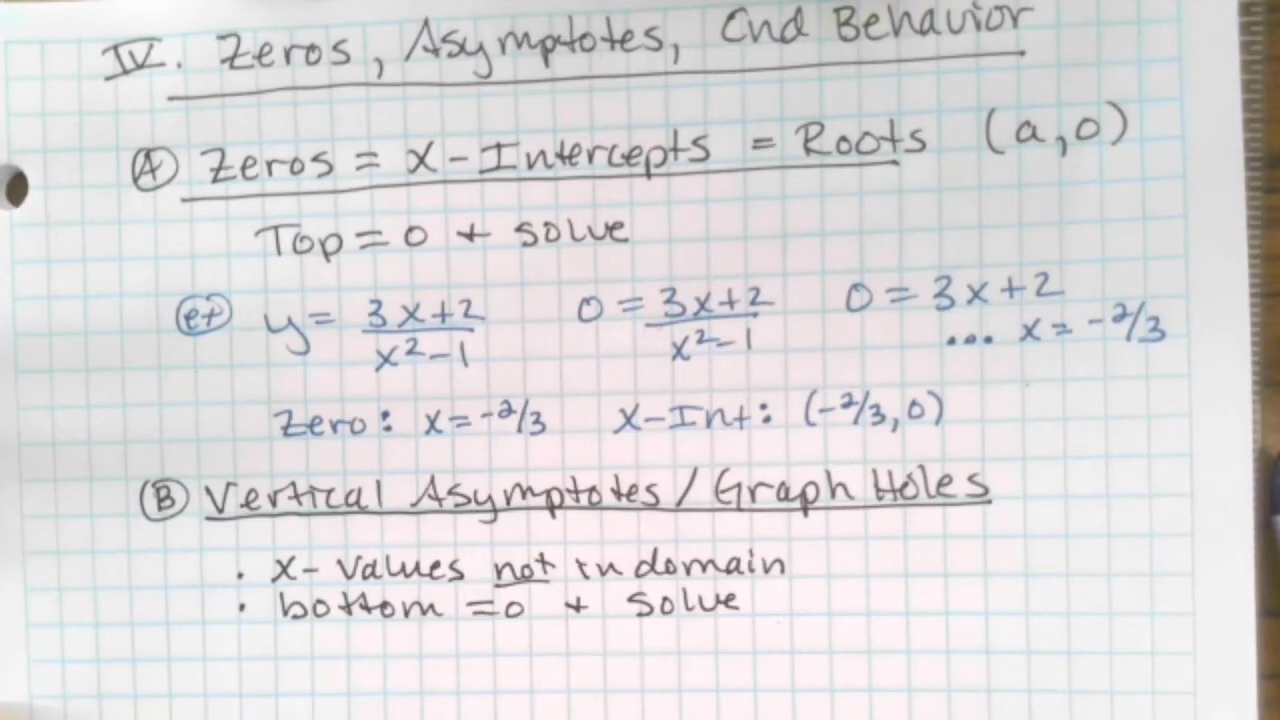 IV. Zeros, Asymptotes, End Behavior
(A) Zeros = x-Intercepts = Roots (a,0)
Top = 0 + solve
(ex) y = (3x+2)/(x²-1) 0 = (3x+2)/(x²-1) 0 = 3x+2
... x = -2/3
Zero: x = -2/3 x-Int: (-2/3, 0)
(B) Vertical Asymptotes / Graph Holes
· x-values not in domain
· bottom = 0 + solve